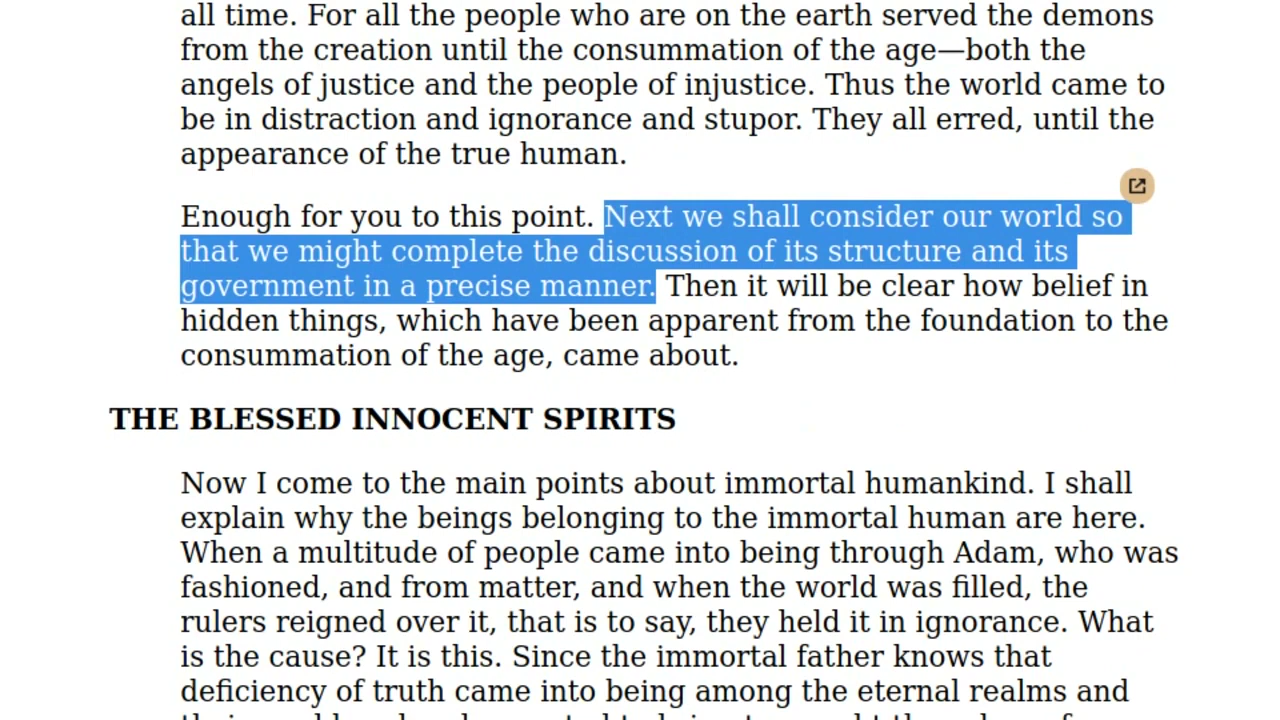 all time. For all the people who are on the earth served the demons
from the creation until the consummation of the age—both the
angels of justice and the people of injustice. Thus the world came to
be in distraction and ignorance and stupor. They all erred, until the
appearance of the true human.
Enough for you to this point. Next we shall consider our world so
that we might complete the discussion of its structure and its
government in a precise manner. Then it will be clear how belief in
hidden things, which have been apparent from the foundation to the
consummation of the age, came about.
THE BLESSED INNOCENT SPIRITS
Now I come to the main points about immortal humankind. I shall
explain why the beings belonging to the immortal human are here.
When a multitude of people came into being through Adam, who was
fashioned, and from matter, and when the world was filled, the
rulers reigned over it, that is to say, they held it in ignorance. What
is the cause? It is this. Since the immortal father knows that
deficiency of truth came into being among the eternal realms and